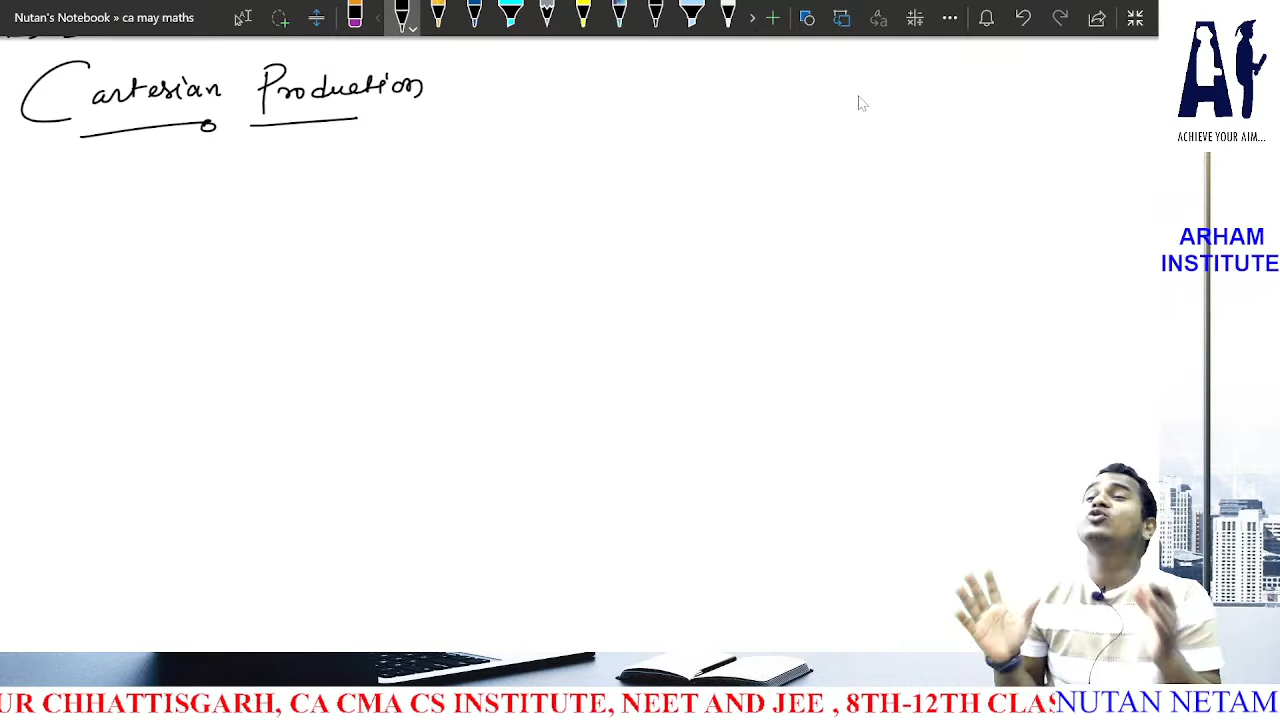 Nutan's Notebook » ca may maths
Cartesian Production
ACHIEVE YOUR AIM...
ARHAM
INSTITUTE
UR CHHATTISGARH, CA CMA CS INSTITUTE, NEET AND JEE , 8TH-12TH CLAS
NUTAN NETAM